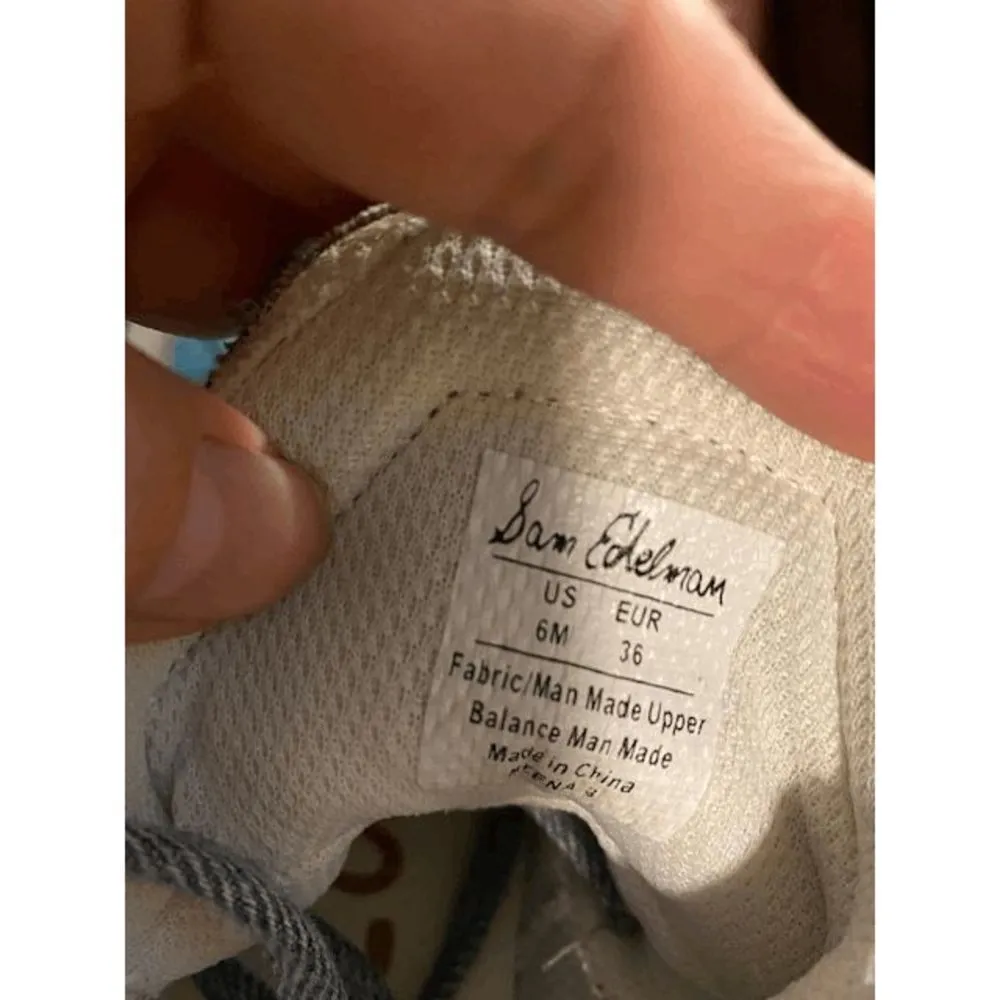 Sam Edelman
US EUR
6M 36
Fabric/Man Made Upper
Balance Man Made
Made in China